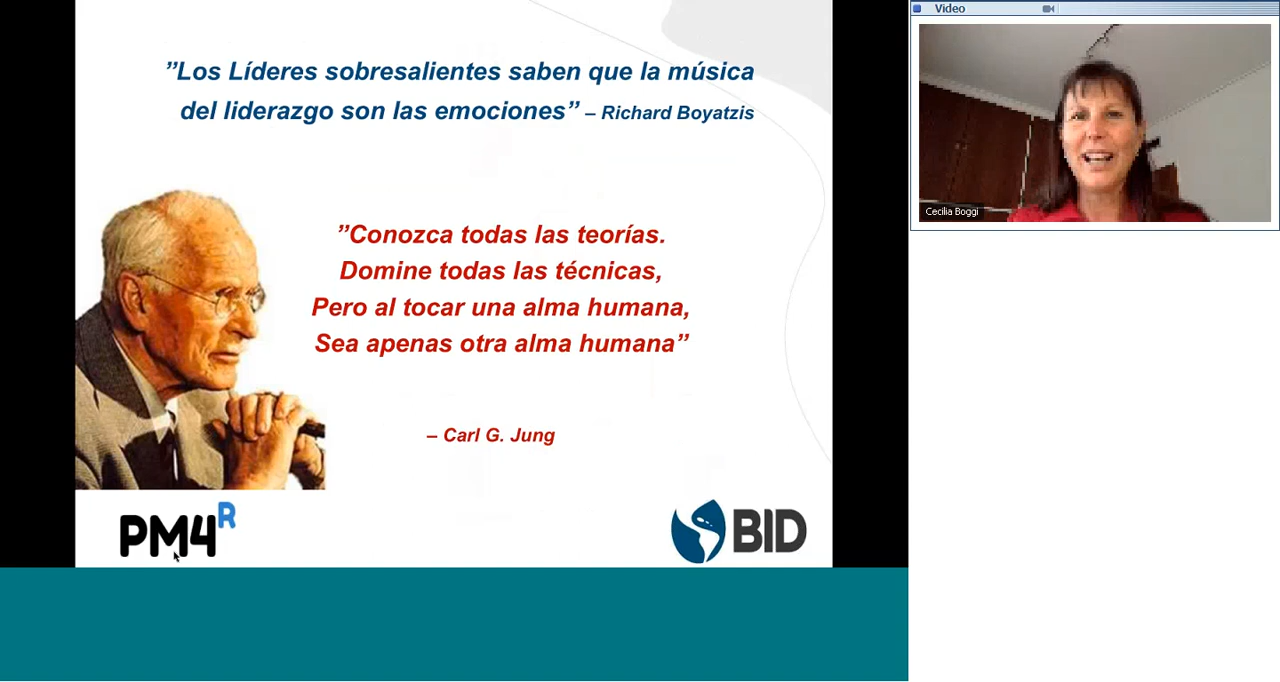 ”Los Líderes sobresalientes saben que la música
del liderazgo son las emociones” – Richard Boyatzis
”Conozca todas las teorías.
Domine todas las técnicas,
Pero al tocar una alma humana,
Sea apenas otra alma humana”
– Carl G. Jung
PM4R
BID
Video
Cecilia Boggi